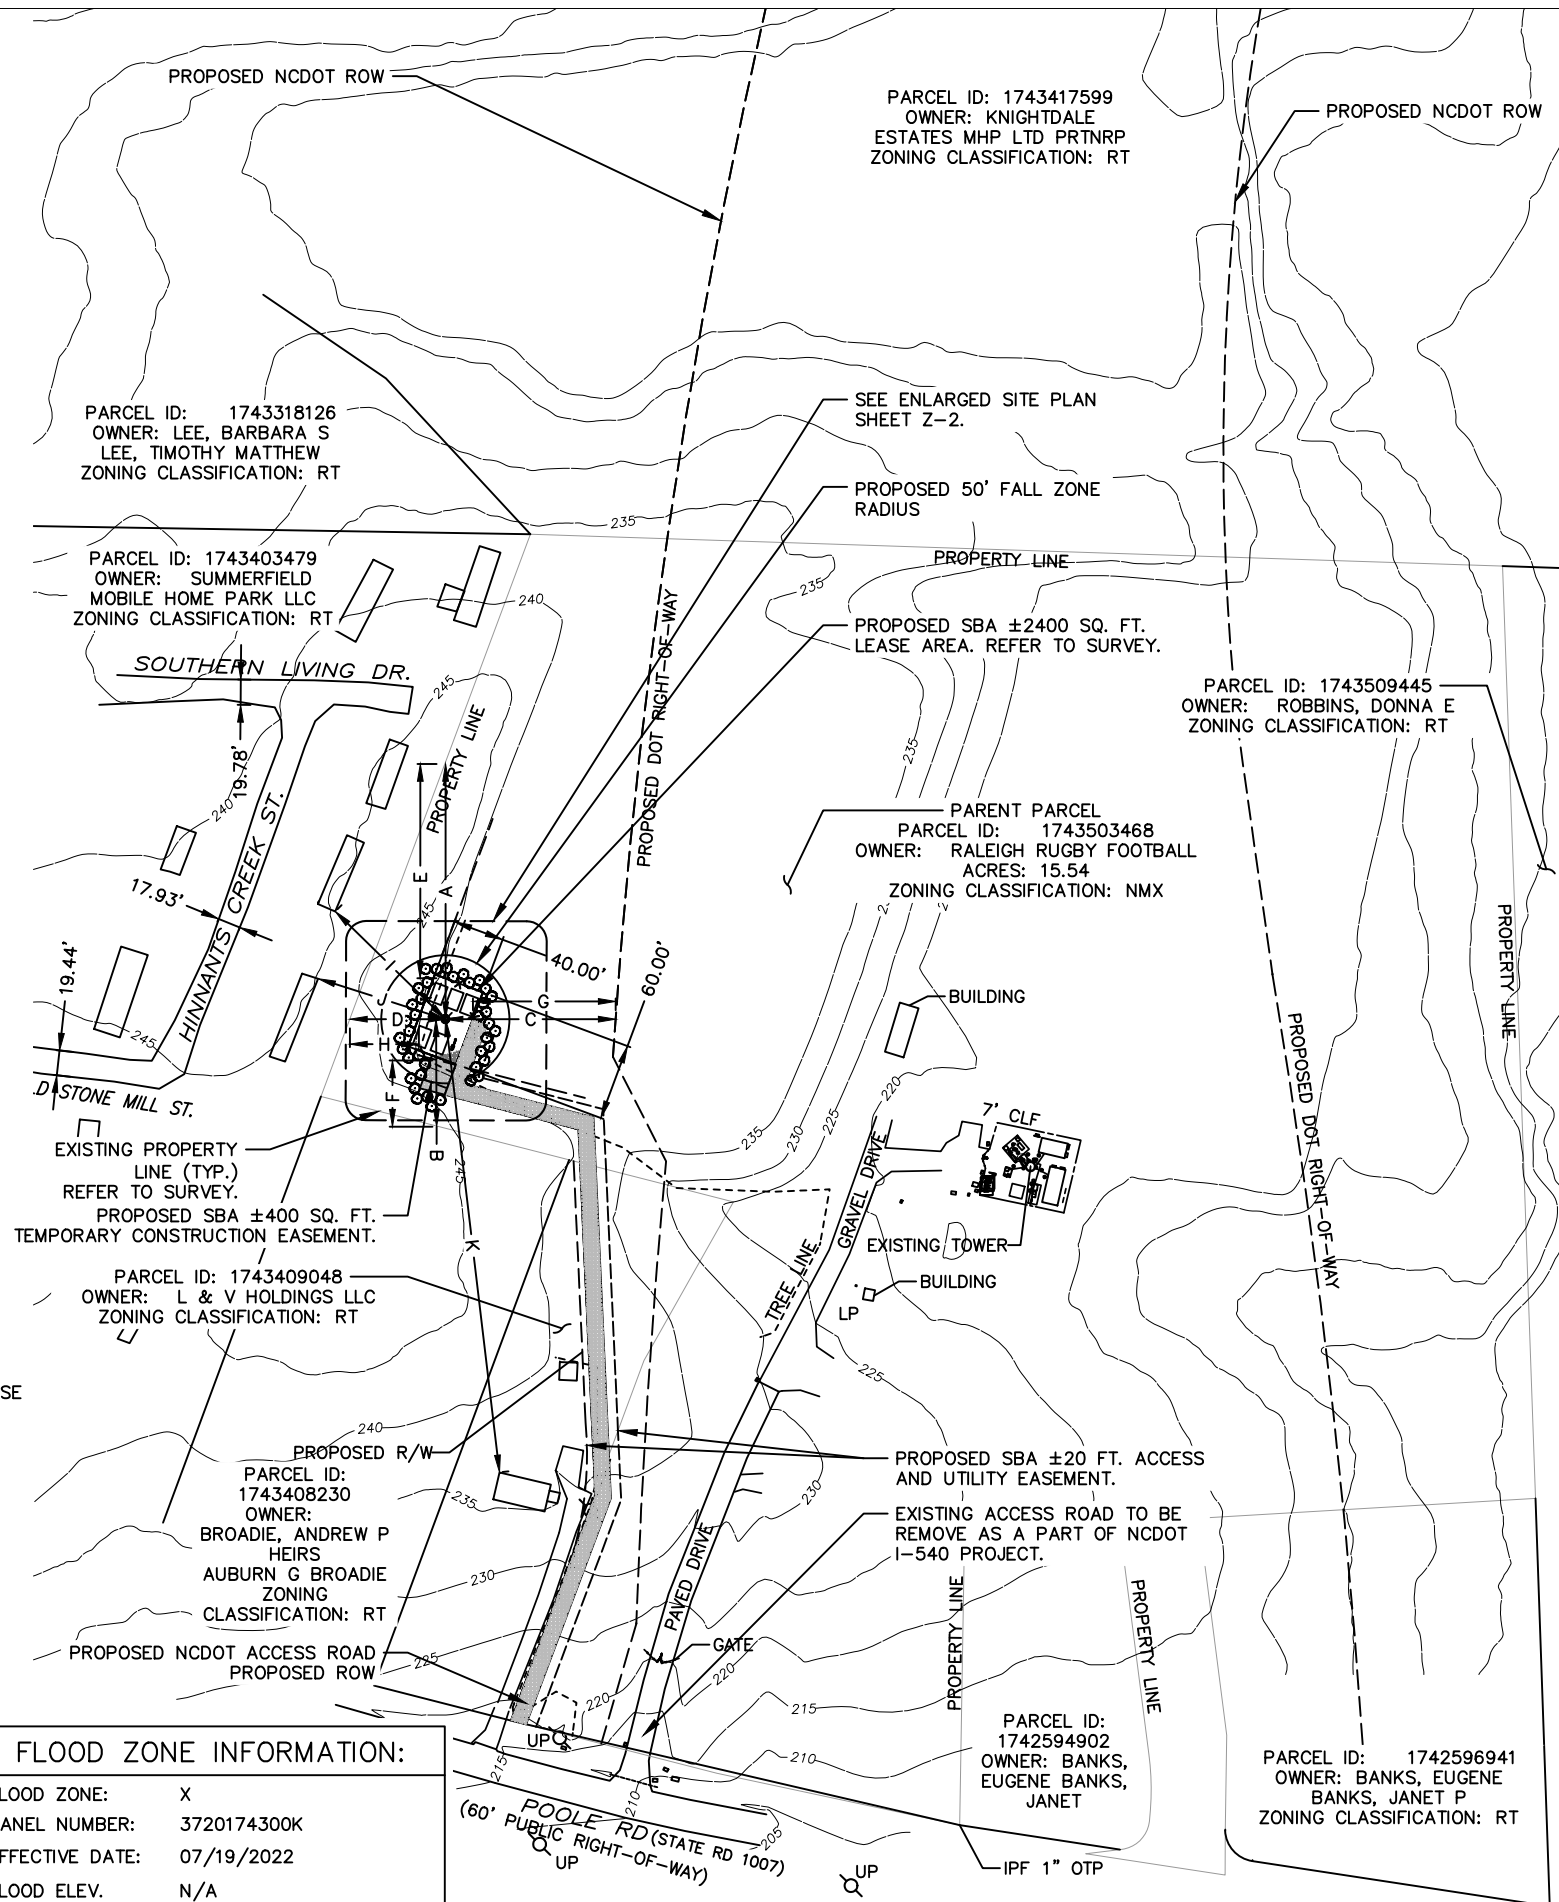 PROPOSED NCDOT ROW
PARCEL ID: 1743417599
OWNER: KNIGHTDALE
ESTATES MHP LTD PRTNRP
ZONING CLASSIFICATION: RT
PROPOSED NCDOT ROW
PARCEL ID: 1743318126
OWNER: LEE, BARBARA S
LEE, TIMOTHY MATTHEW
ZONING CLASSIFICATION: RT
SEE ENLARGED SITE PLAN
SHEET Z-2.
PROPOSED 50' FALL ZONE
RADIUS
235
PROPERTY LINE
PARCEL ID: 1743403479
OWNER: SUMMERFIELD
MOBILE HOME PARK LLC
ZONING CLASSIFICATION: RT
240
235
PROPOSED SBA ±2400 SQ. FT.
LEASE AREA. REFER TO SURVEY.
SOUTHERN LIVING DR.
245
PROPERTY LINE
PROPOSED DOT RIGHT-OF-WAY
PARCEL ID: 1743509445
OWNER: ROBBINS, DONNA E
ZONING CLASSIFICATION: RT
235
19.78'
240
PARENT PARCEL
PARCEL ID: 1743503468
OWNER: RALEIGH RUGBY FOOTBALL
ACRES: 15.54
ZONING CLASSIFICATION: NMX
HINNANTS CREEK ST.
17.93'
E
A
245
40.00'
60.00'
PROPERTY LINE
PROPERTY LINE
19.44'
I
J
G
D
C
H
F
B
K
BUILDING
245
PROPOSED DOT RIGHT-OF-WAY
D STONE MILL ST.
220
7' CLF
235
230
225
EXISTING PROPERTY
LINE (TYP.)
REFER TO SURVEY.
245
GRAVEL DRIVE
PROPOSED SBA ±400 SQ. FT.
TEMPORARY CONSTRUCTION EASEMENT.
EXISTING TOWER
TREE LINE
BUILDING
LP
PARCEL ID: 1743409048
OWNER: L & V HOLDINGS LLC
ZONING CLASSIFICATION: RT
225
SE
240
PROPOSED R/W
PROPOSED SBA ±20 FT. ACCESS
AND UTILITY EASEMENT.
PARCEL ID:
1743408230
OWNER:
BROADIE, ANDREW P
HEIRS
AUBURN G BROADIE
ZONING
CLASSIFICATION: RT
235
230
EXISTING ACCESS ROAD TO BE
REMOVE AS A PART OF NCDOT
I-540 PROJECT.
230
PAVED DRIVE
PROPERTY LINE
PROPERTY LINE
GATE
PROPOSED NCDOT ACCESS ROAD
PROPOSED ROW
225
220
220
215
210
UP
215
210
205
PARCEL ID:
1742594902
OWNER: BANKS,
EUGENE BANKS,
JANET
PARCEL ID: 1742596941
OWNER: BANKS, EUGENE
BANKS, JANET P
ZONING CLASSIFICATION: RT
POOLE RD (STATE RD 1007)
(60' PUBLIC RIGHT-OF-WAY)
UP
UP
IPF 1" OTP
FLOOD ZONE INFORMATION:
LOOD ZONE: X
ANEL NUMBER: 3720174300K
FFECTIVE DATE: 07/19/2022
LOOD ELEV. N/A